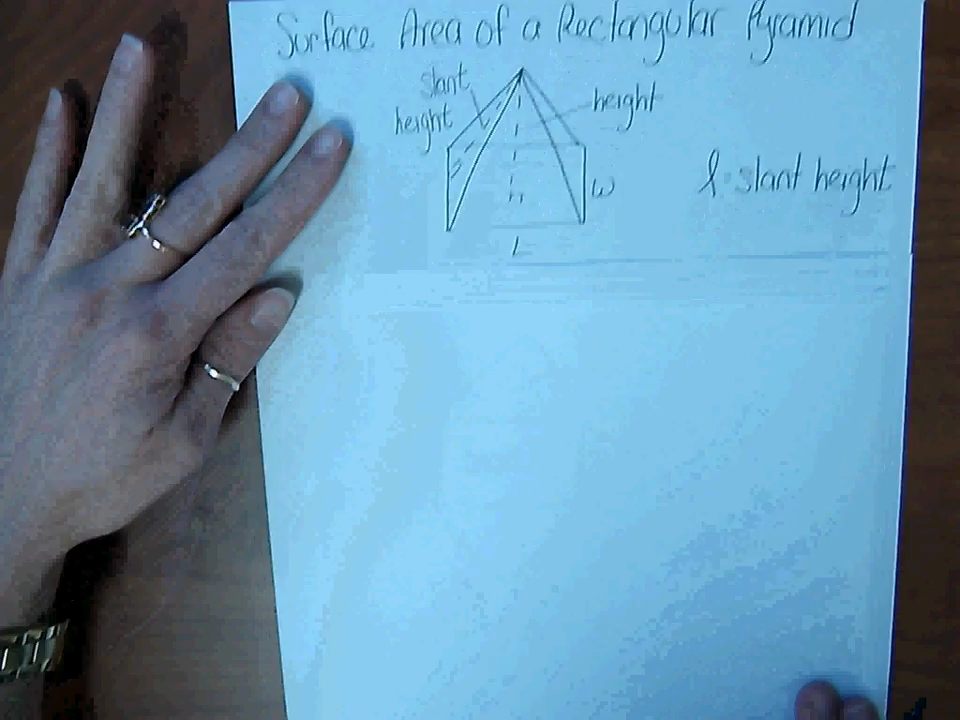 Surface Area of a Rectangular Pyramid
slant
height
height
h
w
L
l = slant height